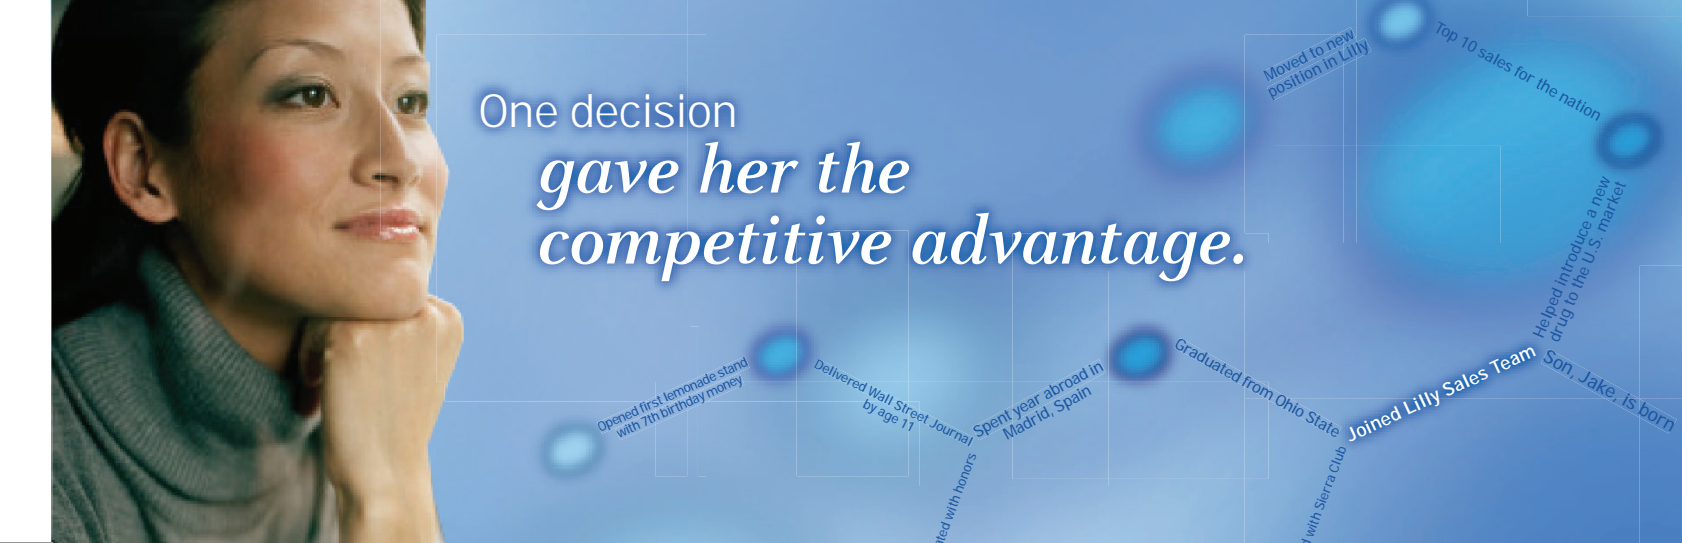 One decision
gave her the
competitive advantage.
Moved to new
position in Lilly
Top 10 sales for the nation
Helped introduce a new
drug to the U.S. market
Opened first lemonade stand
with 7th birthday money
Delivered Wall Street Journal
by age 11
Spent year abroad in
Madrid, Spain
Graduated from Ohio State
Joined Lilly Sales Team
Son, Jake, is born
with honors
with Sierra Club